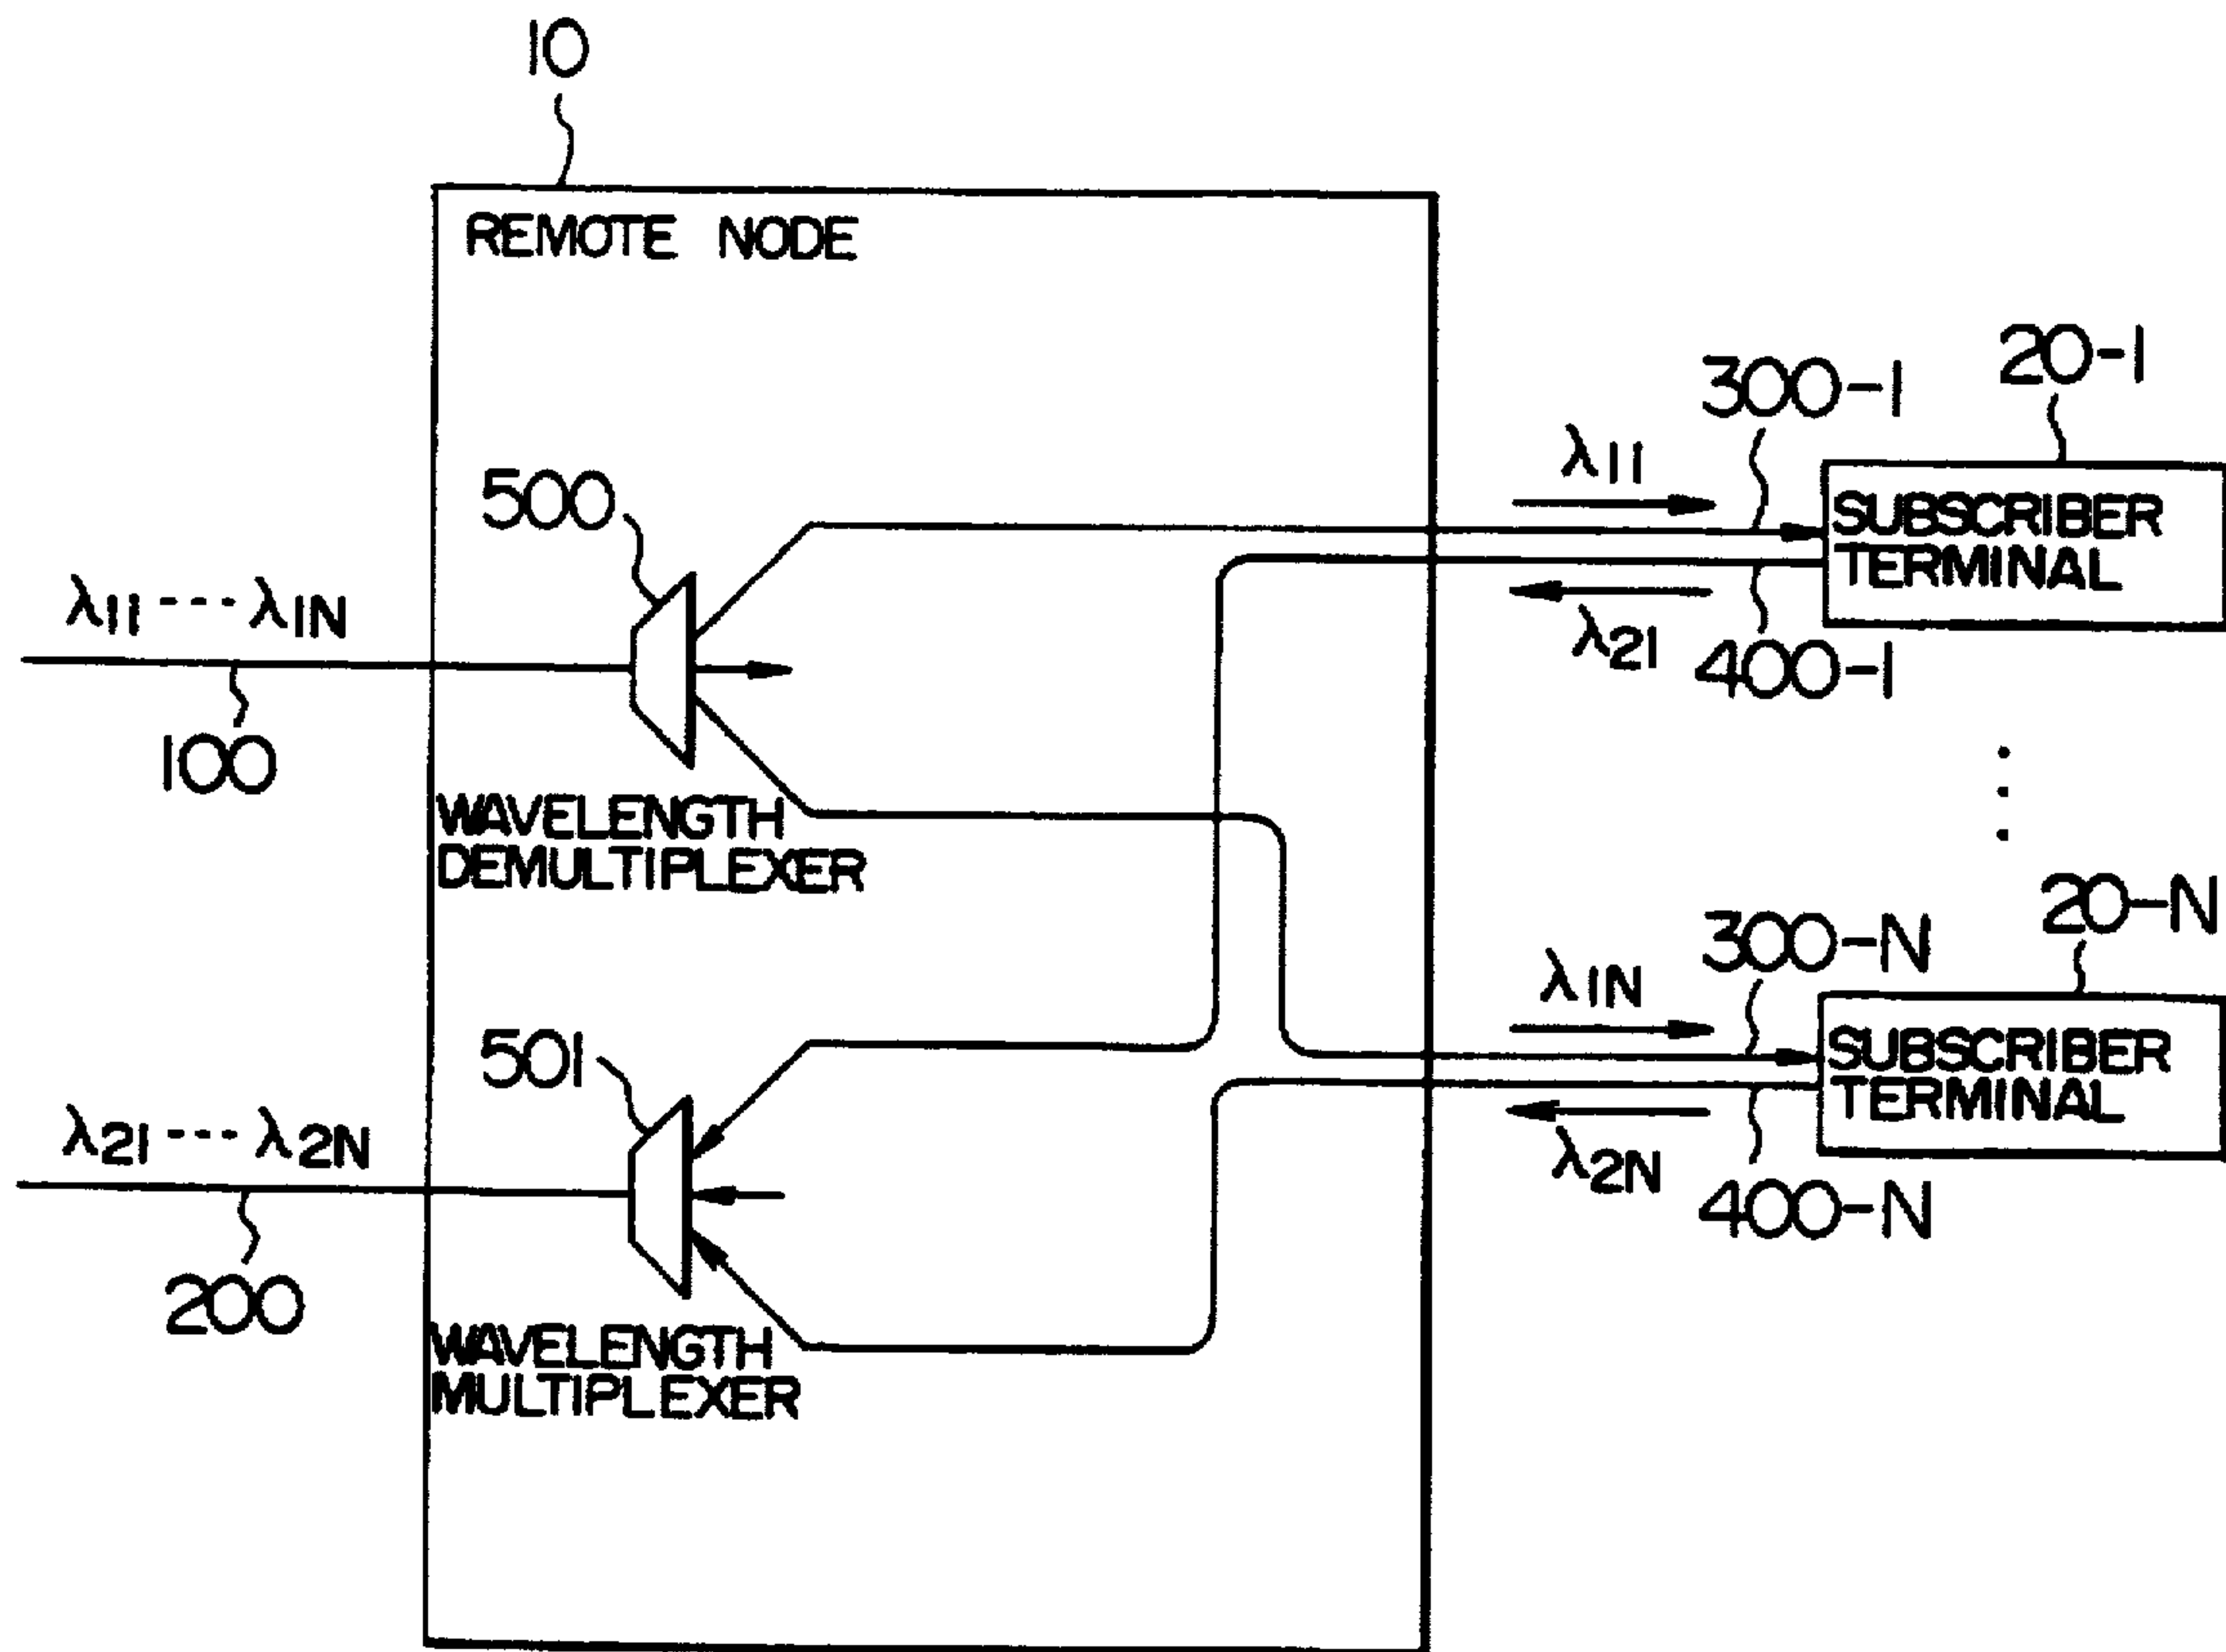 10
REMOTE NODE
20-1
300-1
λ11
500
SUBSCRIBER
TERMINAL
λ11 --- λ1N
λ21
400-1
100
WAVELENGTH
DEMULTIPLEXER
20-N
300-N
λ1N
501
SUBSCRIBER
TERMINAL
λ21 --- λ2N
λ2N
400-N
200
WAVELENGTH
MULTIPLEXER